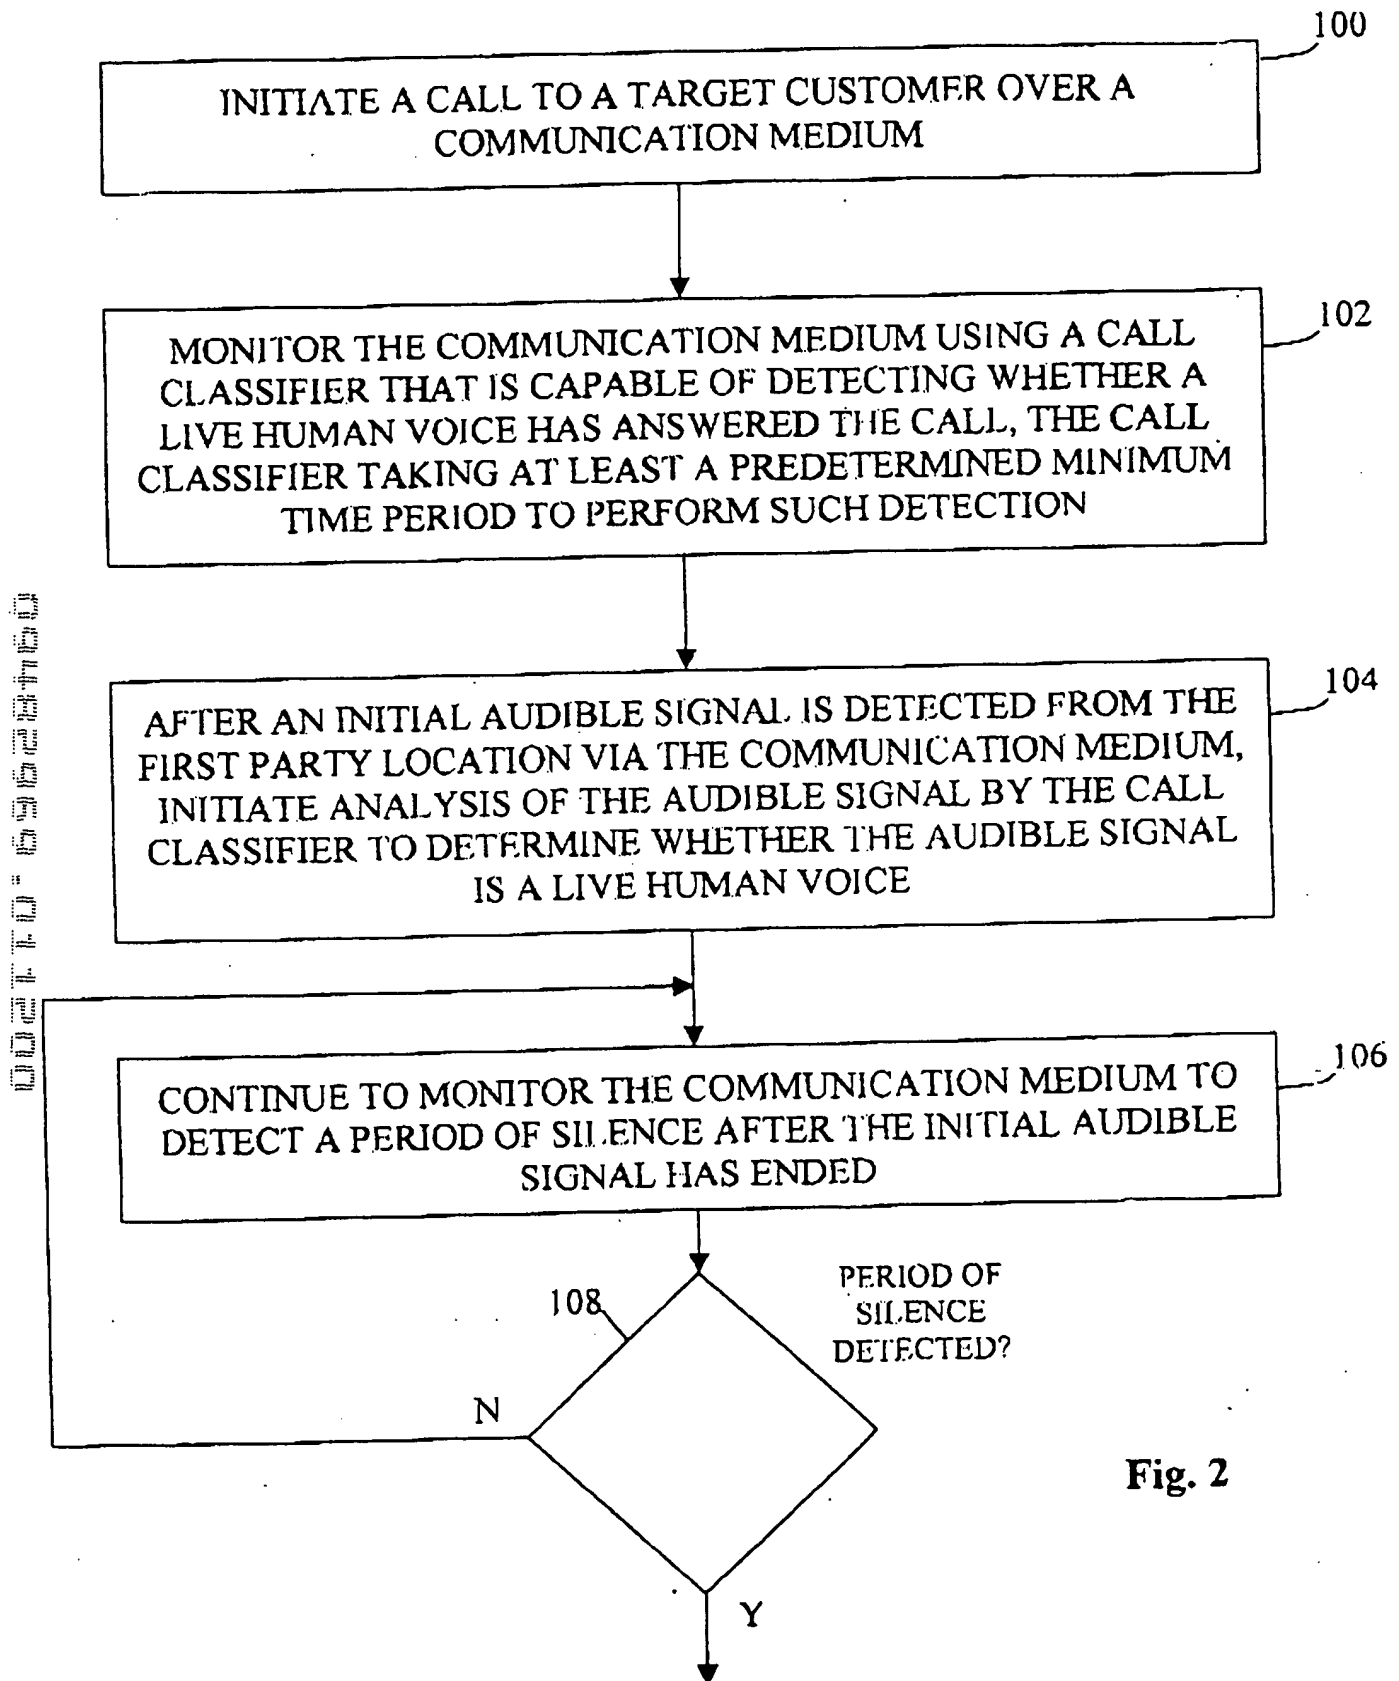 100
INITIATE A CALL TO A TARGET CUSTOMER OVER A
COMMUNICATION MEDIUM
102
MONITOR THE COMMUNICATION MEDIUM USING A CALL
CLASSIFIER THAT IS CAPABLE OF DETECTING WHETHER A
LIVE HUMAN VOICE HAS ANSWERED THE CALL, THE CALL
CLASSIFIER TAKING AT LEAST A PREDETERMINED MINIMUM
TIME PERIOD TO PERFORM SUCH DETECTION
104
AFTER AN INITIAL AUDIBLE SIGNAL IS DETECTED FROM THE
FIRST PARTY LOCATION VIA THE COMMUNICATION MEDIUM,
INITIATE ANALYSIS OF THE AUDIBLE SIGNAL BY THE CALL
CLASSIFIER TO DETERMINE WHETHER THE AUDIBLE SIGNAL
IS A LIVE HUMAN VOICE
106
CONTINUE TO MONITOR THE COMMUNICATION MEDIUM TO
DETECT A PERIOD OF SILENCE AFTER THE INITIAL AUDIBLE
SIGNAL HAS ENDED
108
PERIOD OF
SILENCE
DETECTED?
N
Y
Fig. 2